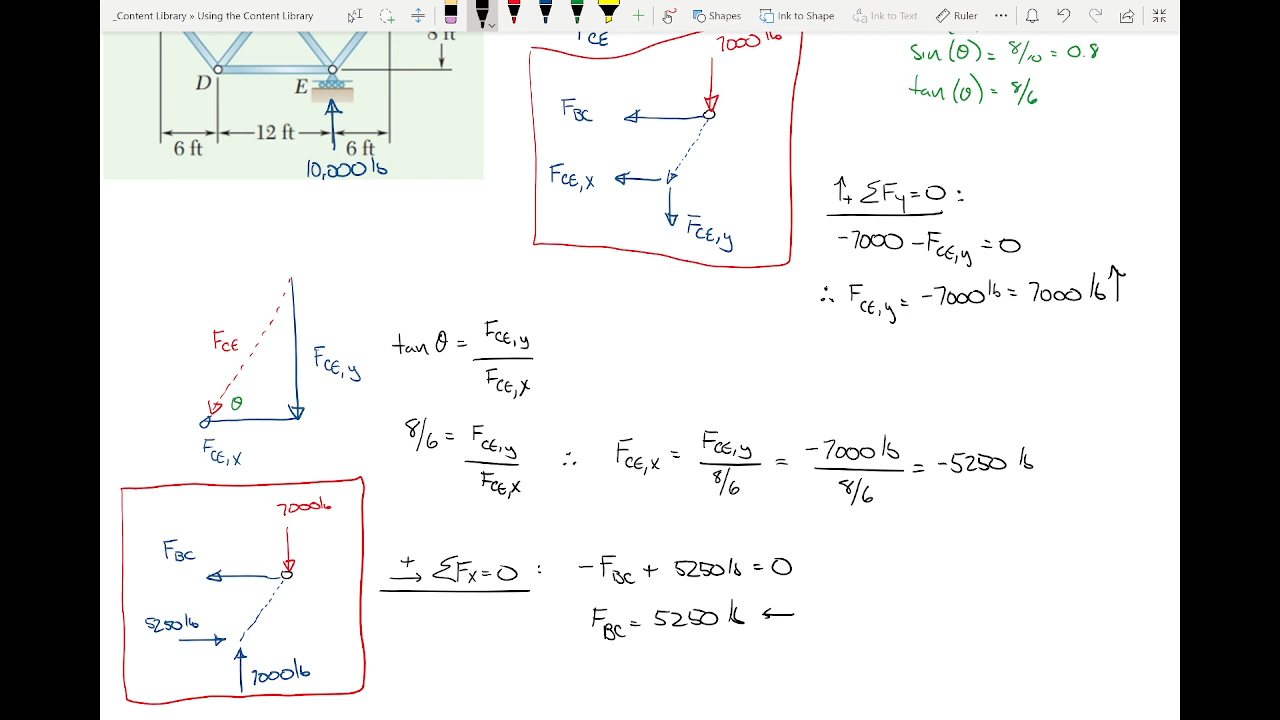 _Content Library » Using the Content Library
Shapes
Ink to Shape
Ink to Text
Ruler
8 ft
D
E
12 ft
6 ft
6 ft
10,000 lb
F_CE
7000 lb
F_BC
F_CE,x
F_CE,y
sin(θ) = 8/10 = 0.8
tan(θ) = 8/6
↑+ ΣFy=0 :
-7000 - F_CE,y = 0
∴ F_CE,y = -7000 lb = 7000 lb ↑
F_CE
F_CE,y
θ
F_CE,x
tan θ = F_CE,y / F_CE,x
8/6 = F_CE,y / F_CE,x ∴ F_CE,x = F_CE,y / 8/6 = -7000 lb / 8/6 = -5250 lb
7000 lb
F_BC
5250 lb
7000 lb
+→ ΣFx=0 : -F_BC + 5250 lb = 0
F_BC = 5250 lb ←